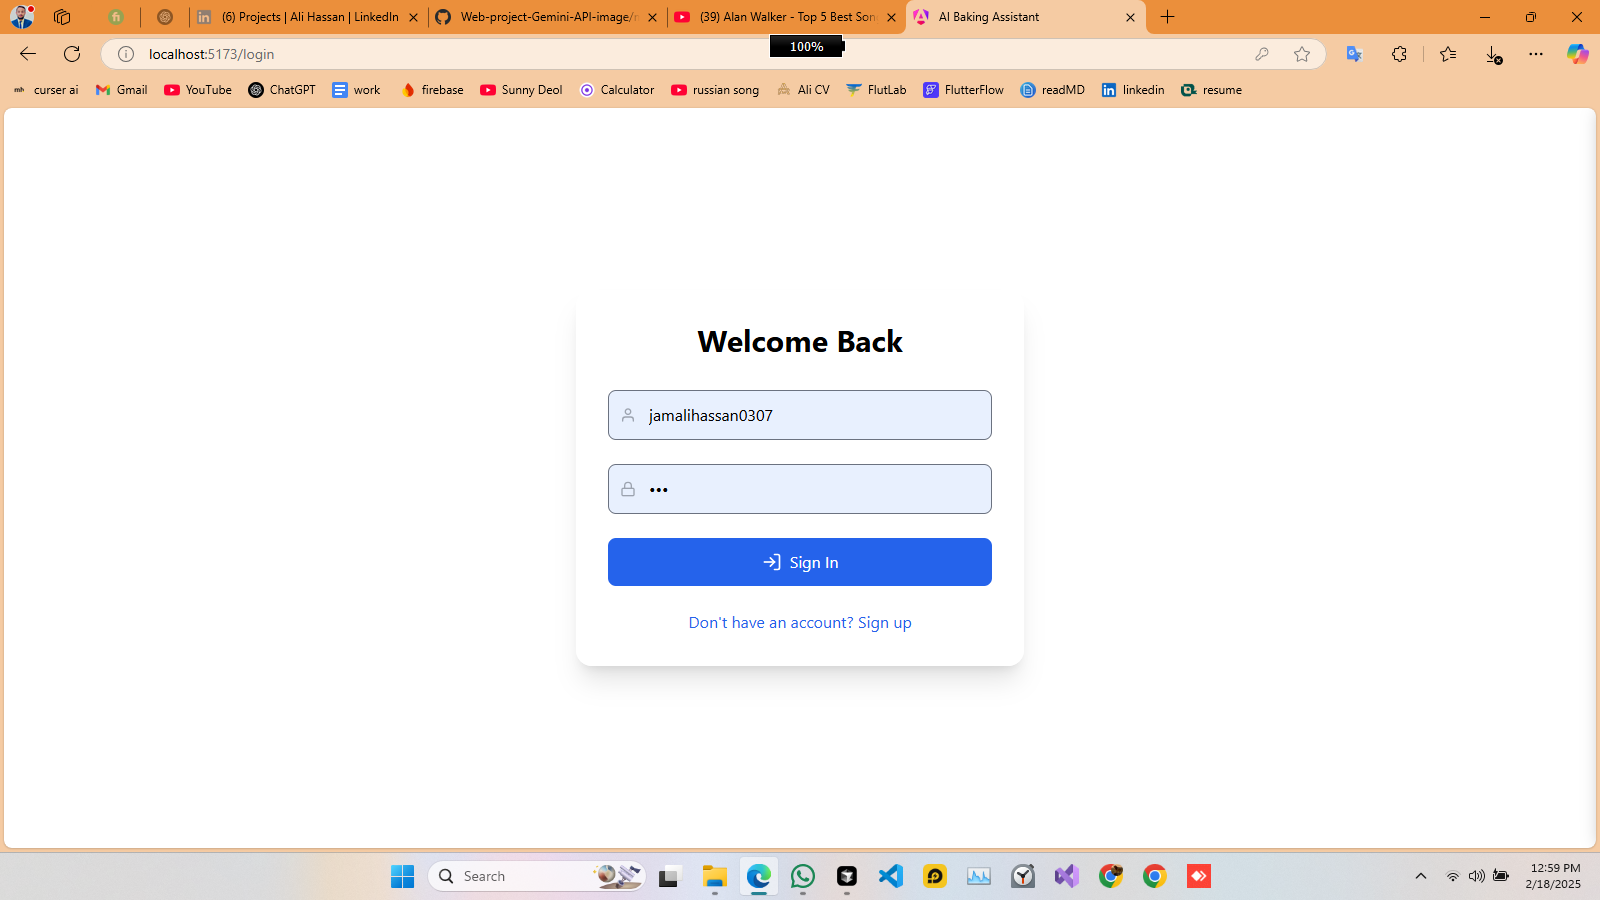 (6) Projects | Ali Hassan | LinkedIn
Web-project-Gemini-API-image/
(39) Alan Walker - Top 5 Best Son
AI Baking Assistant
100%
localhost:5173/login
curser ai
Gmail
YouTube
ChatGPT
work
firebase
Sunny Deol
Calculator
russian song
Ali CV
FlutLab
FlutterFlow
readMD
linkedin
resume
Welcome Back
jamalihassan0307
•••
Sign In
Don't have an account? Sign up
Search
12:59 PM
2/18/2025